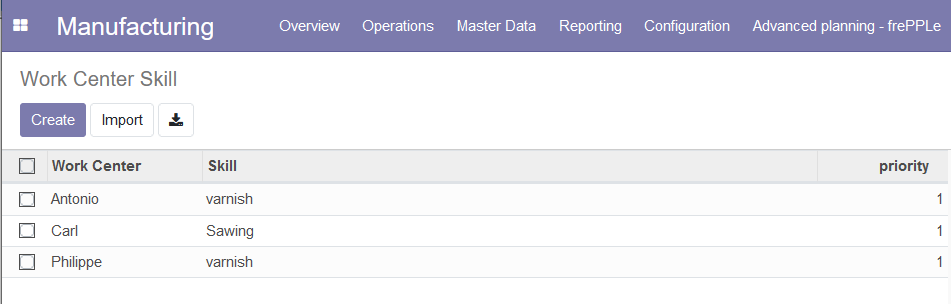 Manufacturing Overview Operations Master Data Reporting Configuration Advanced planning - frePPLe
Work Center Skill
Create Import
Work Center Skill priority
Antonio varnish 1
Carl Sawing 1
Philippe varnish 1